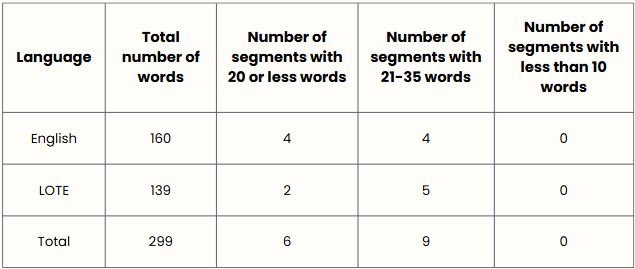 Language | Total number of words | Number of segments with 20 or less words | Number of segments with 21-35 words | Number of segments with less than 10 words
English | 160 | 4 | 4 | 0
LOTE | 139 | 2 | 5 | 0
Total | 299 | 6 | 9 | 0